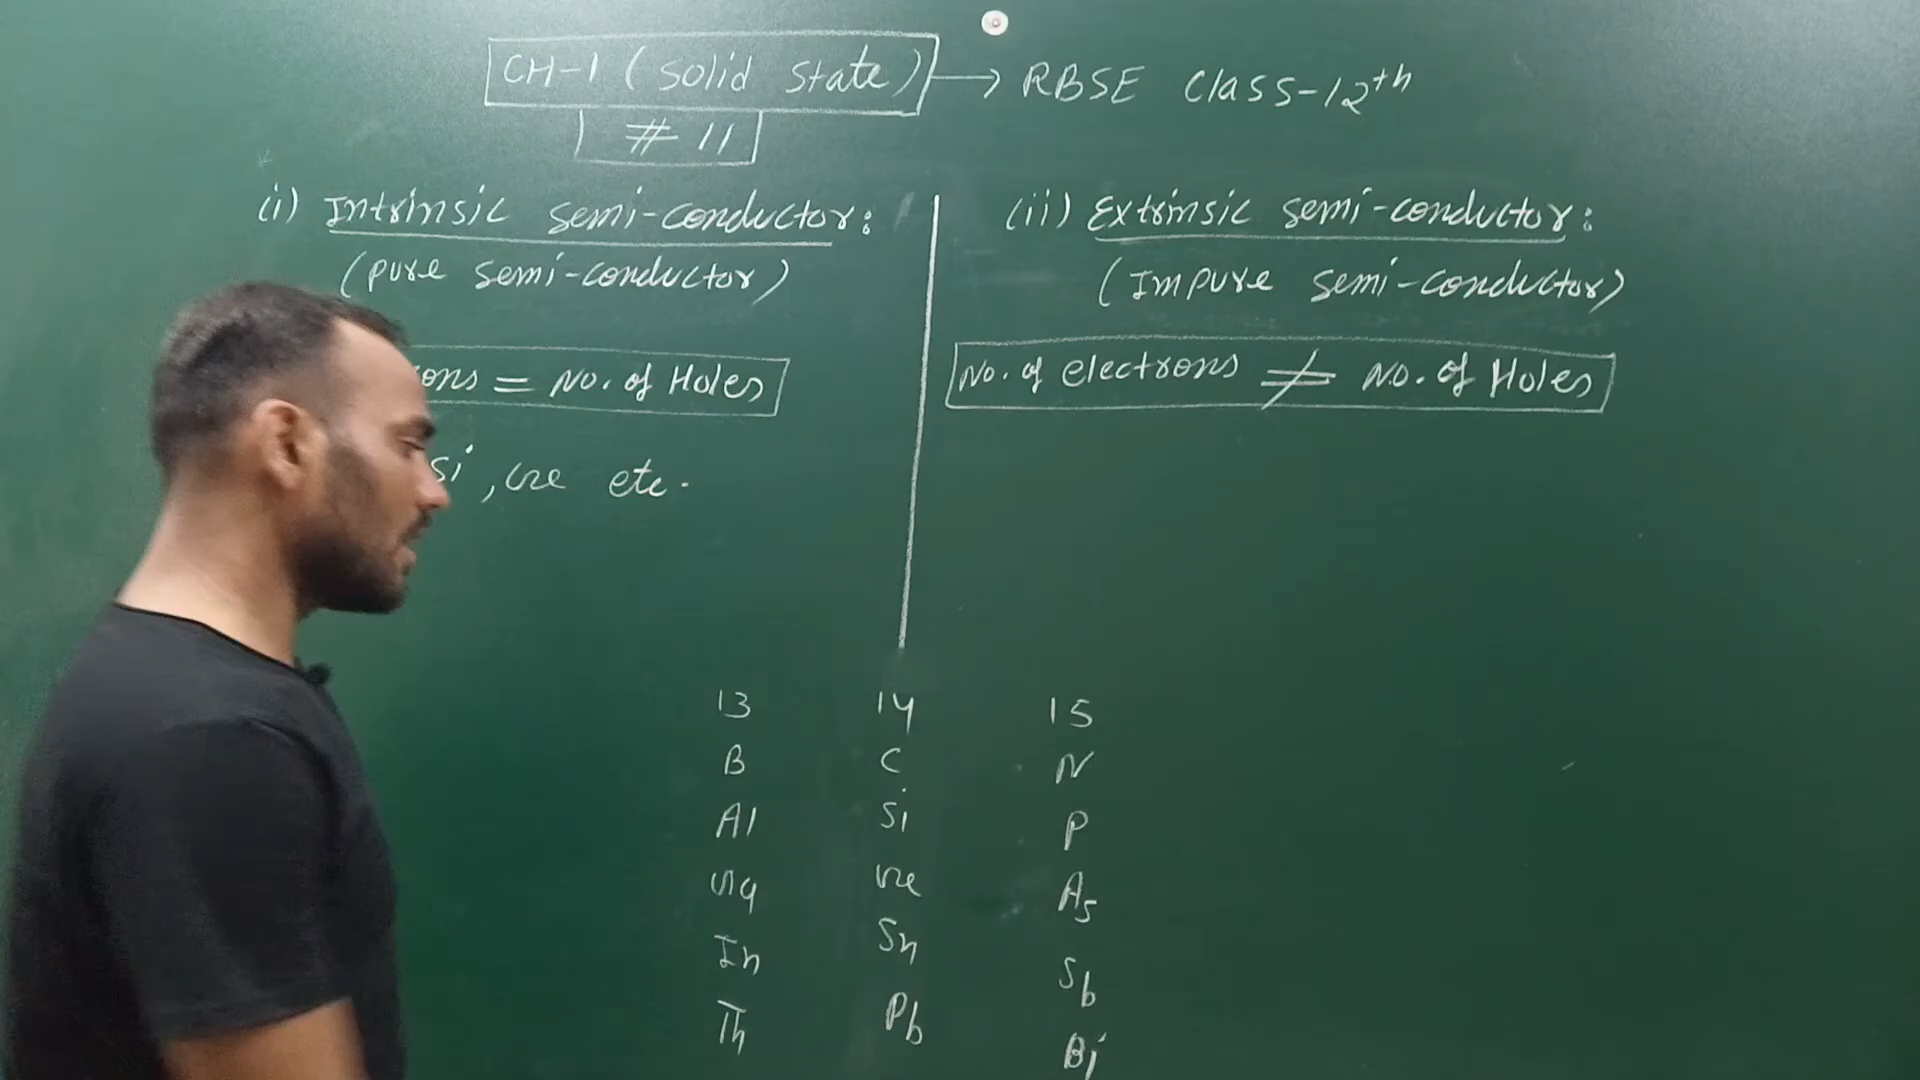 CH-1 (Solid State) → RBSE Class-12th
# 11
(i) Intrinsic semi-conductor:
(pure semi-conductor)
ons = No. of Holes
Si, Ge etc.
(ii) Extrinsic semi-conductor:
(Impure semi-conductor)
No. of electrons ≠ No. of Holes
13 14 15
B C N
Al Si P
Ga Ge As
In Sn Sb
Th Pb Bi